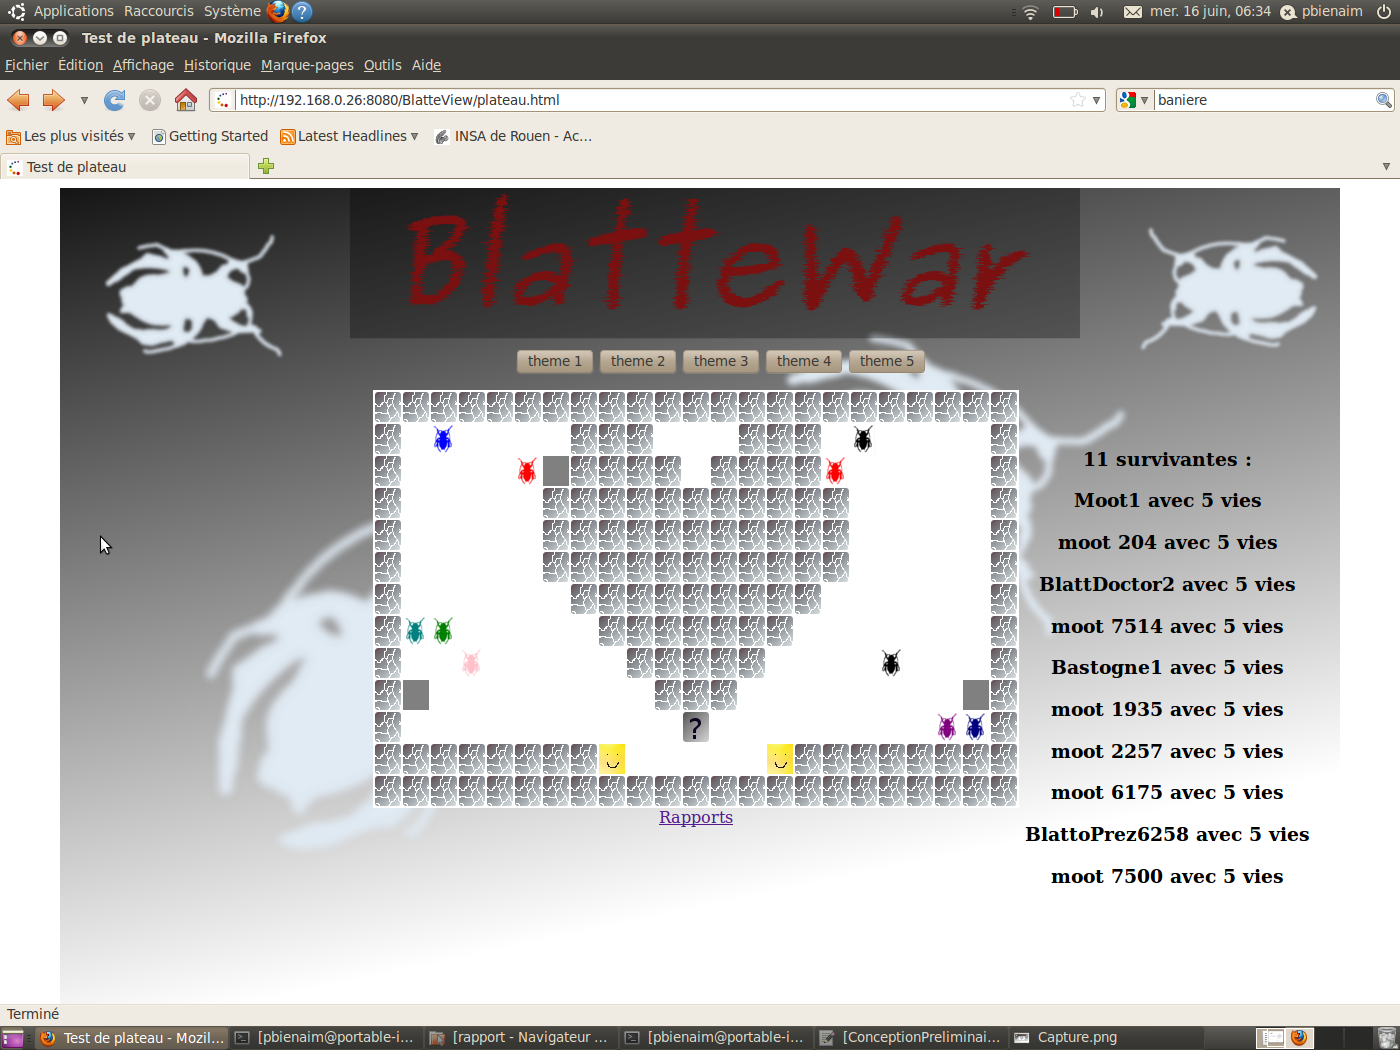 Applications Raccourcis Système mer. 16 juin, 06:34 pbienaim
Test de plateau - Mozilla Firefox
Fichier Édition Affichage Historique Marque-pages Outils Aide
http://192.168.0.26:8080/BlatteView/plateau.html baniere
Les plus visités Getting Started Latest Headlines INSA de Rouen - Ac...
Test de plateau
BlatteWar
theme 1 theme 2 theme 3 theme 4 theme 5
11 survivantes :
Moot1 avec 5 vies
moot 204 avec 5 vies
BlattDoctor2 avec 5 vies
moot 7514 avec 5 vies
Bastogne1 avec 5 vies
moot 1935 avec 5 vies
moot 2257 avec 5 vies
moot 6175 avec 5 vies
BlattoPrez6258 avec 5 vies
moot 7500 avec 5 vies
?
Rapports
Terminé
Test de plateau - Mozil... [pbienaim@portable-i... [rapport - Navigateur ... [pbienaim@portable-i... [ConceptionPreliminai... Capture.png